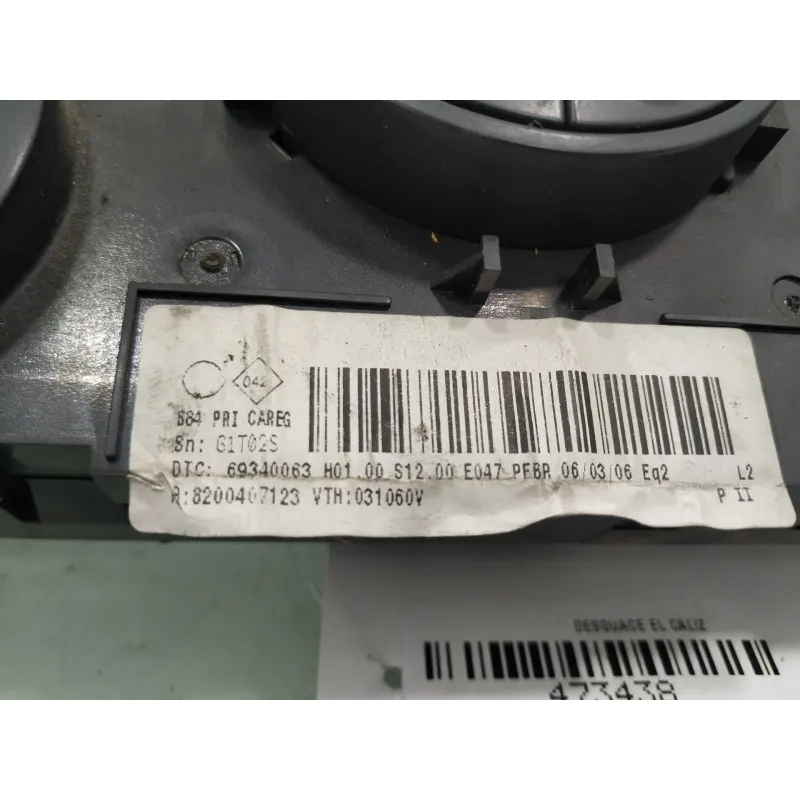 042
B84 PRI CAREG
Sn: G1T02S
DTC: 69340063 H01.00 S12.00 E047 PFBR 06/03/06 Eq2 L2
R:8200407123 VTH:031060V P II
DESGUACE EL CALIZ
473438